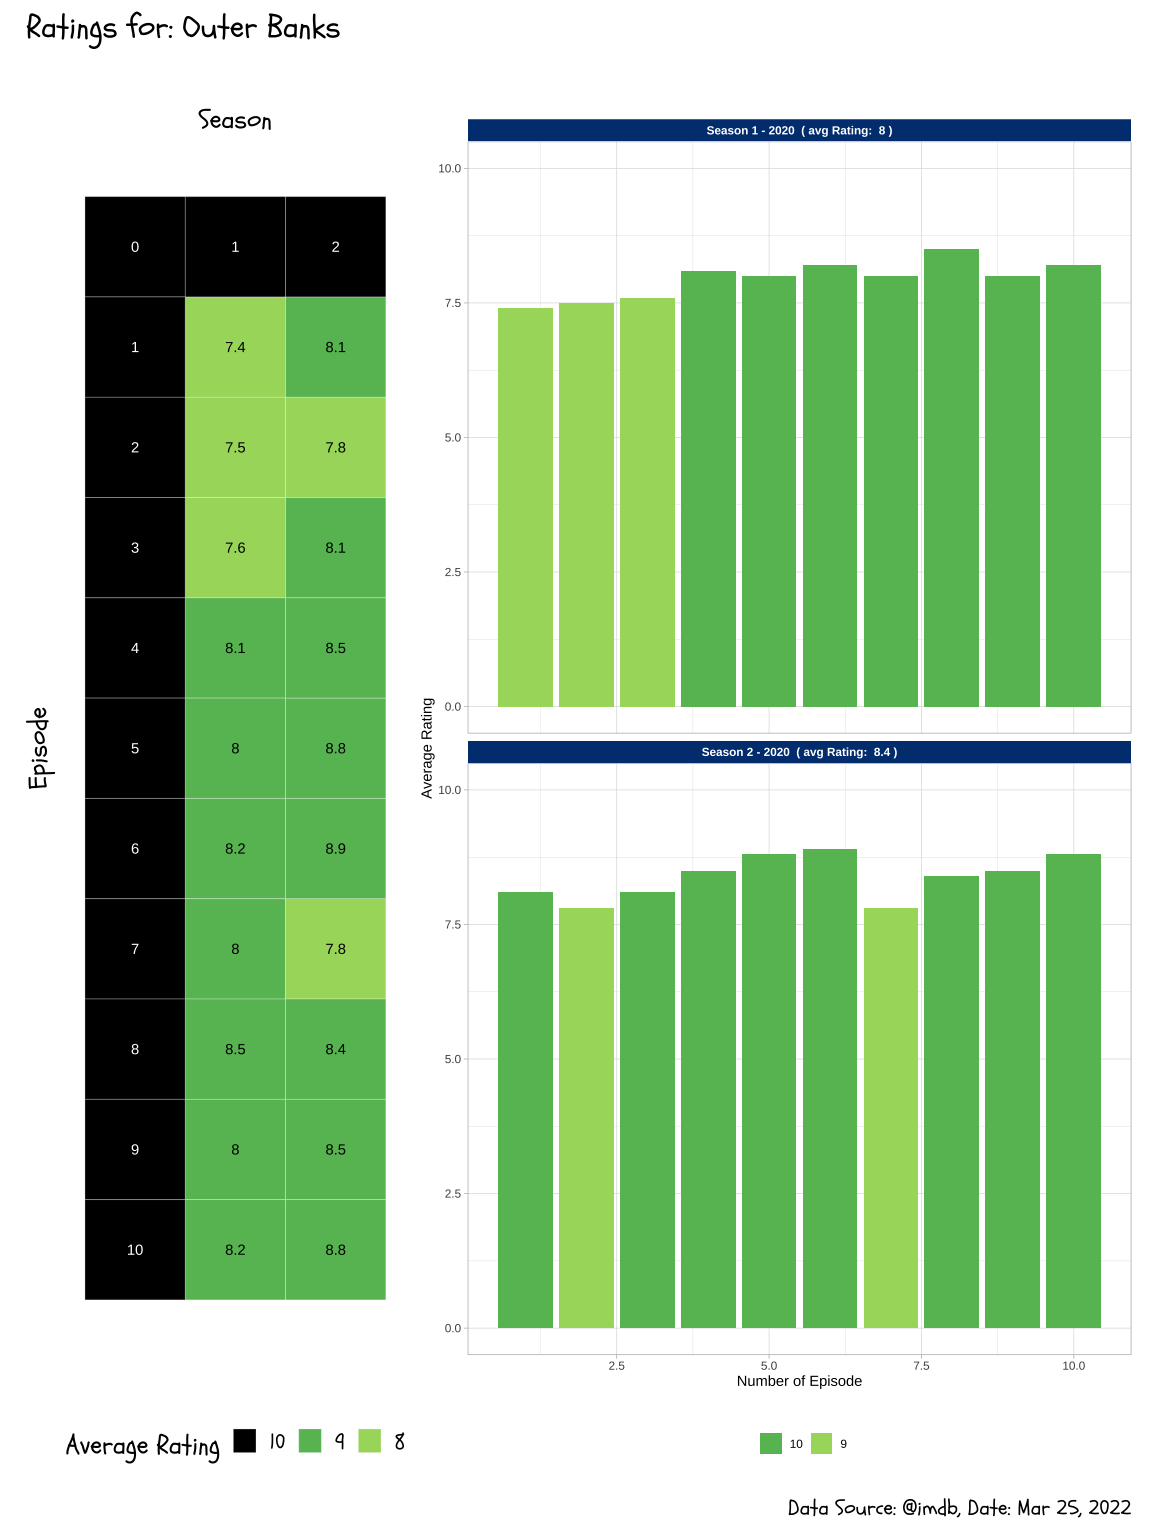 Ratings for: Outer Banks
Season
0 1 2
1 7.4 8.1
2 7.5 7.8
3 7.6 8.1
4 8.1 8.5
5 8 8.8
6 8.2 8.9
7 8 7.8
8 8.5 8.4
9 8 8.5
10 8.2 8.8
Episode
Average Rating 10 9 8
Season 1 - 2020 ( avg Rating: 8 )
10.0
7.5
5.0
2.5
0.0
Average Rating
Season 2 - 2020 ( avg Rating: 8.4 )
10.0
7.5
5.0
2.5
0.0
2.5 5.0 7.5 10.0
Number of Episode
10 9
Data Source: @imdb, Date: Mar 25, 2022